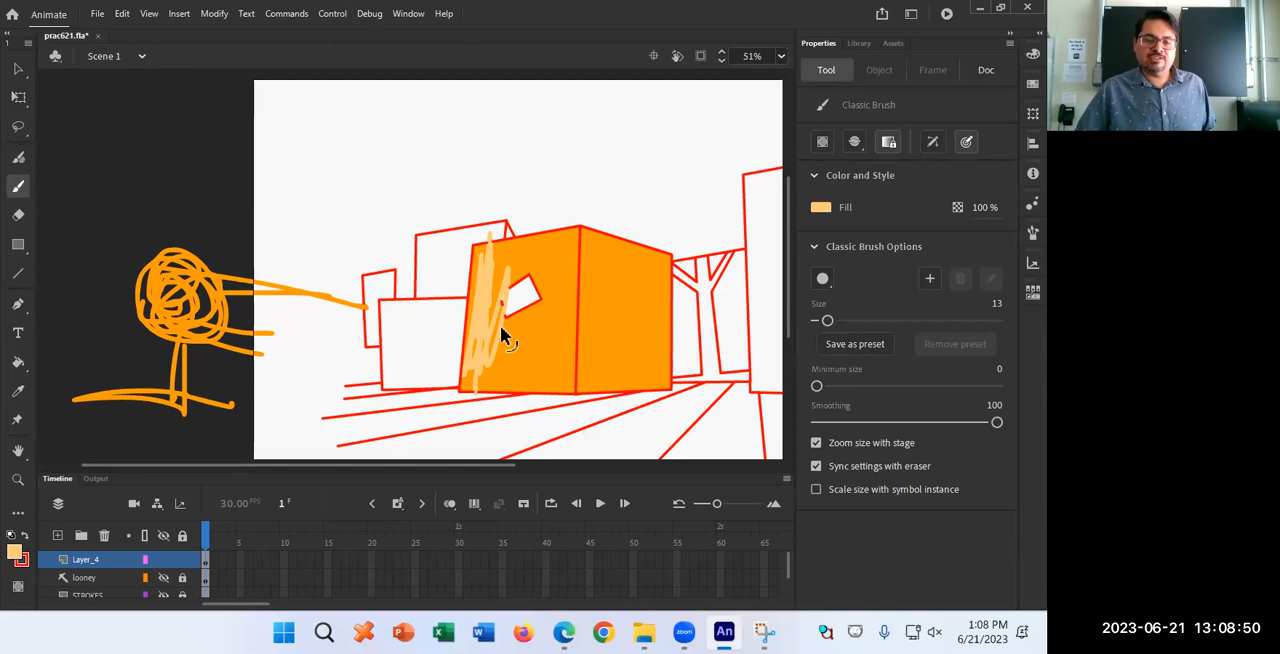 Animate
File Edit View Insert Modify Text Commands Control Debug Window Help
prac621.fla*
Scene 1
51%
Properties Library Assets
Tool Object Frame Doc
Classic Brush
Color and Style
Fill
100 %
Classic Brush Options
Size
13
Save as preset
Remove preset
Minimum size
0
Smoothing
100
Zoom size with stage
Sync settings with eraser
Scale size with symbol instance
Timeline Output
30.00 FPS
1 F
1s
2s
5 10 15 20 25 30 35 40 45 50 55 60 65
Layer_4
looney
STROKES
zoom
An
1:08 PM
6/21/2023
2023-06-21 13:08:50